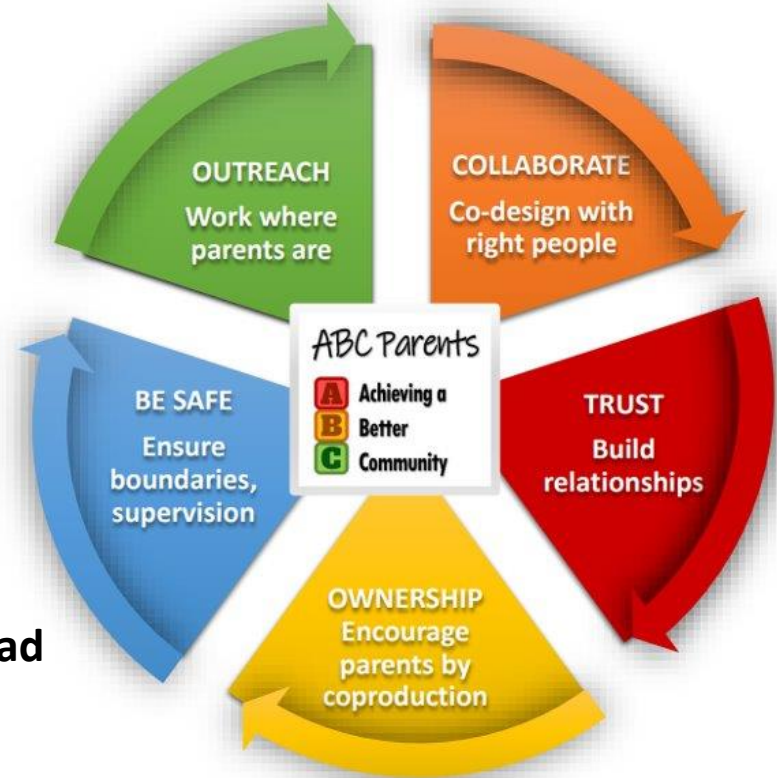 OUTREACH
Work where
parents are
COLLABORATE
Co-design with
right people
ABC Parents
A Achieving a
B Better
C Community
BE SAFE
Ensure
boundaries,
supervision
TRUST
Build
relationships
OWNERSHIP
Encourage
parents by
coproduction
ad